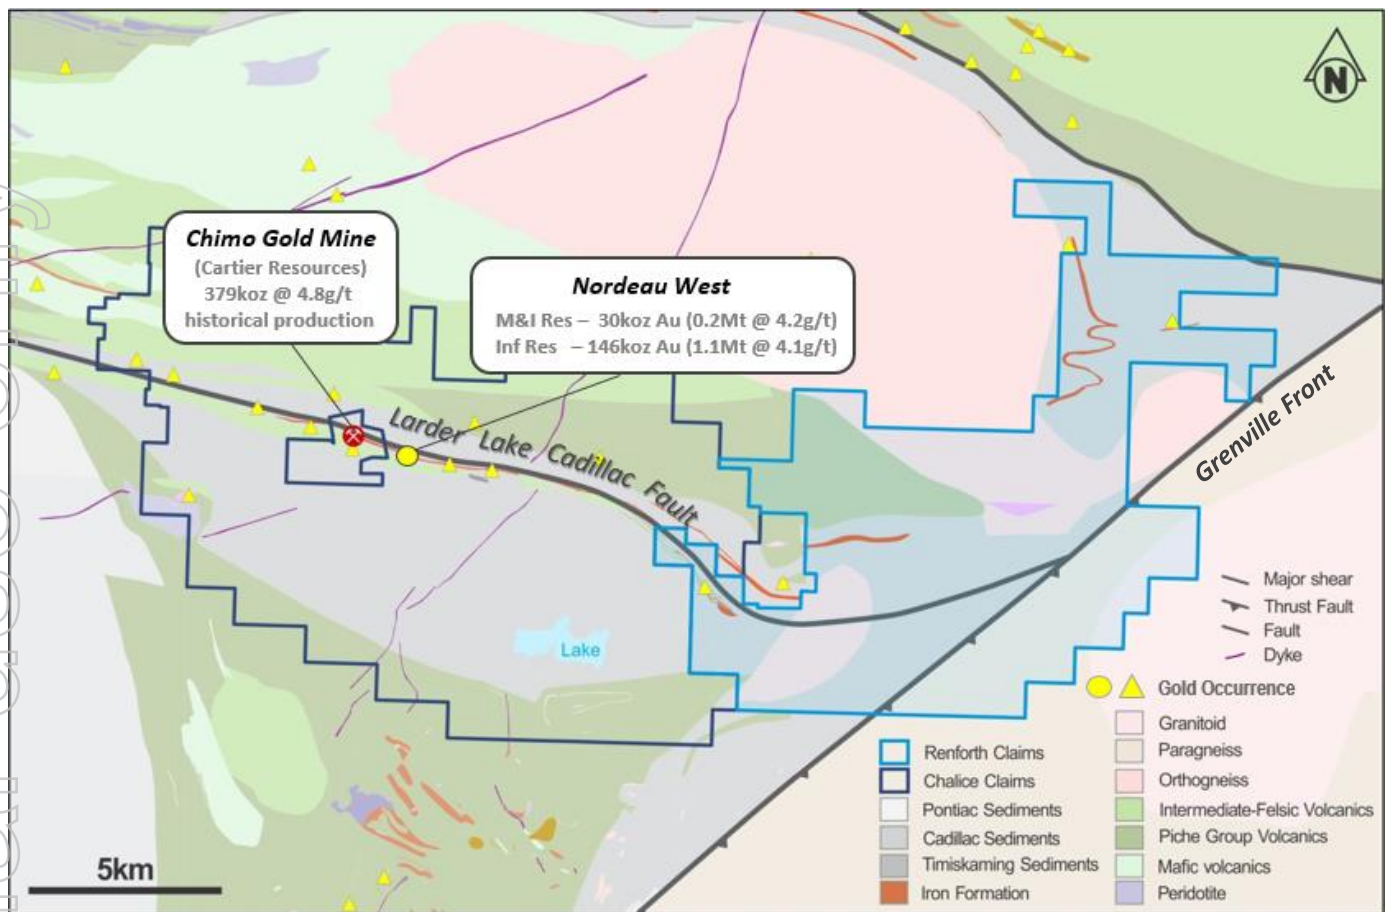 N
Chimo Gold Mine
(Cartier Resources)
379koz @ 4.8g/t
historical production
Nordeau West
M&I Res – 30koz Au (0.2Mt @ 4.2g/t)
Inf Res – 146koz Au (1.1Mt @ 4.1g/t)
Larder Lake Cadillac Fault
Grenville Front
Lake
5km
Major shear
Thrust Fault
Fault
Dyke
Gold Occurrence
Granitoid
Paragneiss
Orthogneiss
Intermediate-Felsic Volcanics
Piche Group Volcanics
Mafic volcanics
Peridotite
Renforth Claims
Chalice Claims
Pontiac Sediments
Cadillac Sediments
Timiskaming Sediments
Iron Formation